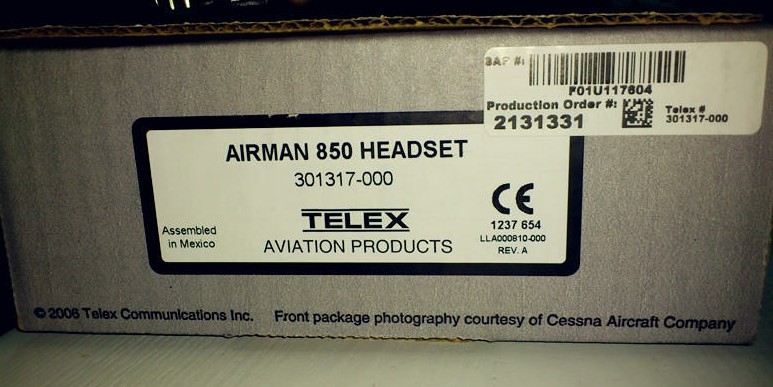 SAP #:
F01U117604
Production Order #:
2131331
Telex #
301317-000
AIRMAN 850 HEADSET
301317-000
TELEX
AVIATION PRODUCTS
Assembled
in Mexico
CE
1237 654
LLA000810-000
REV. A
© 2006 Telex Communications Inc. Front package photography courtesy of Cessna Aircraft Company